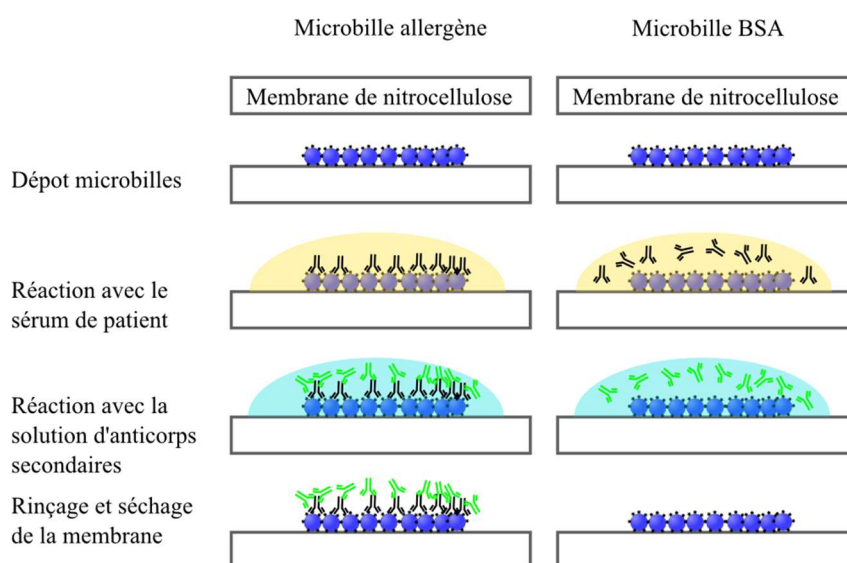 Microbille allergène
Microbille BSA
Membrane de nitrocellulose
Membrane de nitrocellulose
Dépot microbilles
Réaction avec le
sérum de patient
Réaction avec la
solution d'anticorps
secondaires
Rinçage et séchage
de la membrane